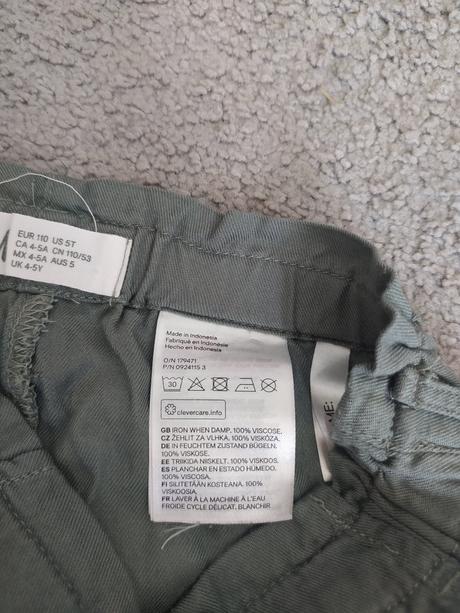 EUR 110 US 5T
CA 4-5A CN 110/53
MX 4-5A AUS 5
UK 4-5Y
Made in Indonesia
Fabriqué en Indonésie
Hecho en Indonesia
O/N 179471
P/N 0924115 3
30
clevercare.info
GB IRON WHEN DAMP. 100% VISCOSE.
CZ ŽEHLIT ZA VLHKA. 100% VISKÓZA.
DE IN FEUCHTEM ZUSTAND BÜGELN.
100% VISKOSE.
EE TRIIKIDA NIISKELT. 100% VISKOOS.
ES PLANCHAR EN ESTADO HÚMEDO.
100% VISCOSA.
FI SILITETÄÄN KOSTEANA. 100%
VISKOOSIA.
FR LAVER À LA MACHINE À L'EAU
FROIDE CYCLE DÉLICAT. BLANCHIR
ME: